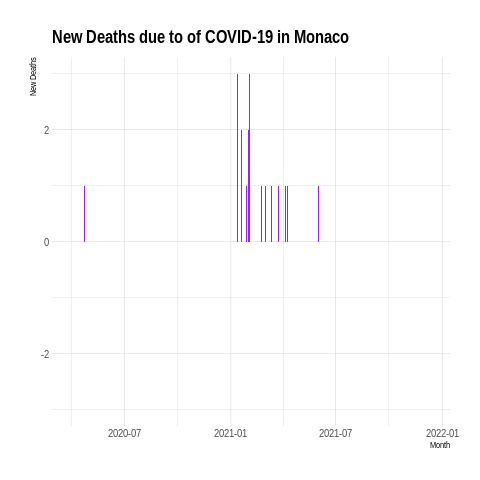 New Deaths due to of COVID-19 in Monaco
New Deaths
2
0
-2
2020-07
2021-01
2021-07
2022-01
Month